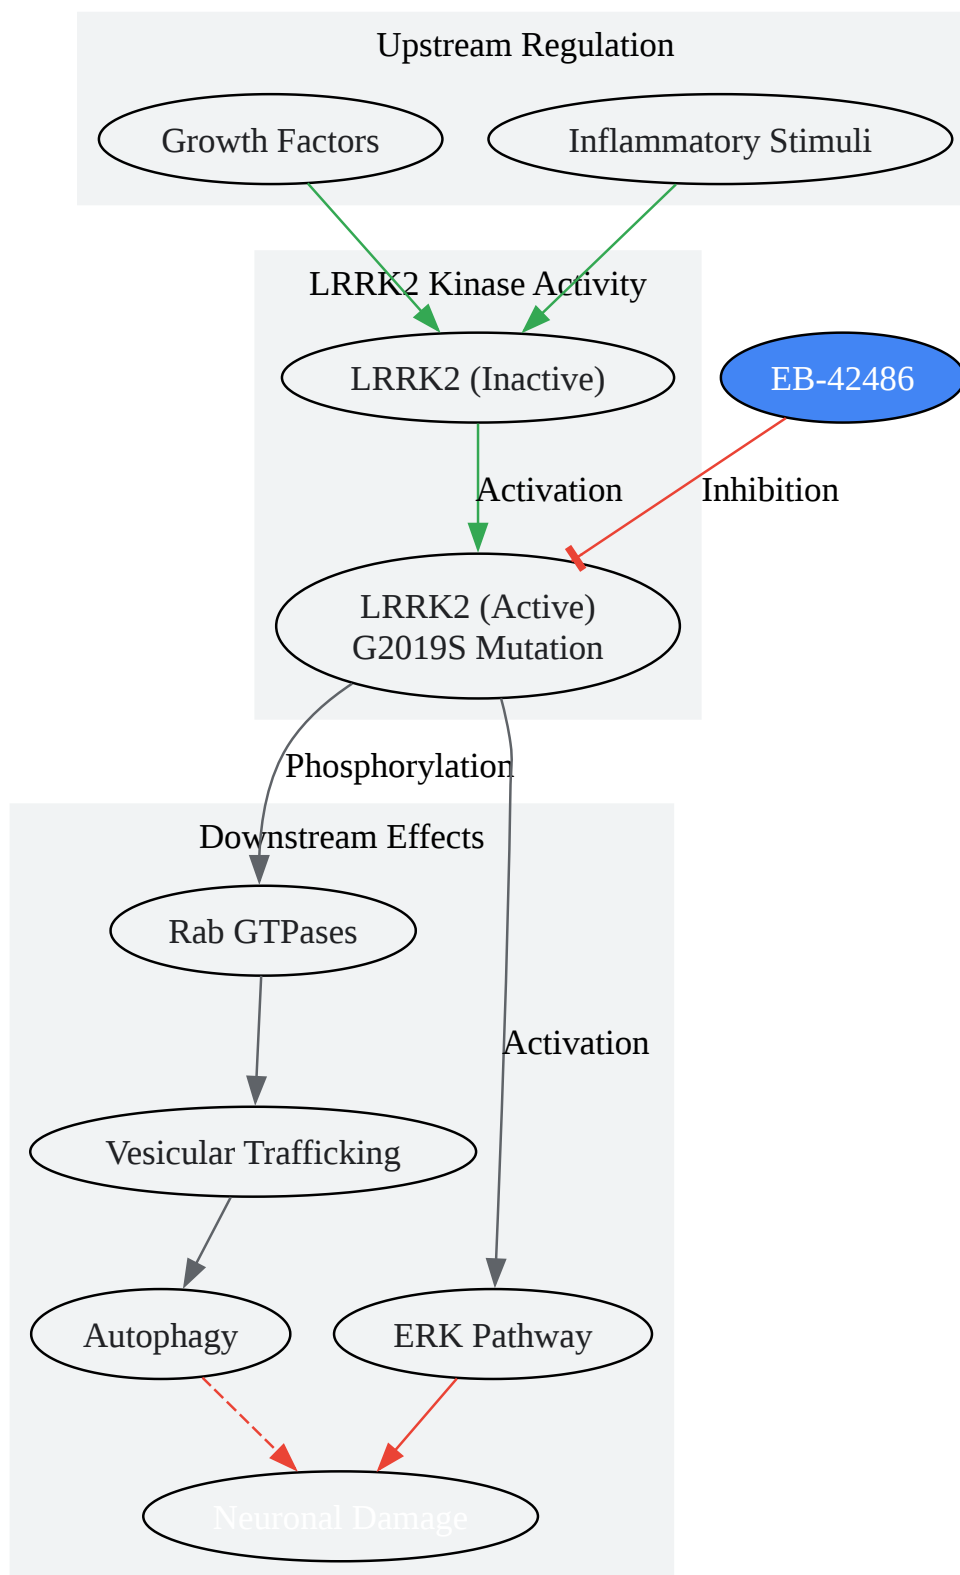 Upstream Regulation
Growth Factors
Inflammatory Stimuli
LRRK2 Kinase Activity
LRRK2 (Inactive)
EB-42486
Activation
Inhibition
LRRK2 (Active)
G2019S Mutation
Phosphorylation
Downstream Effects
Rab GTPases
Activation
Vesicular Trafficking
Autophagy
ERK Pathway
Neuronal Damage